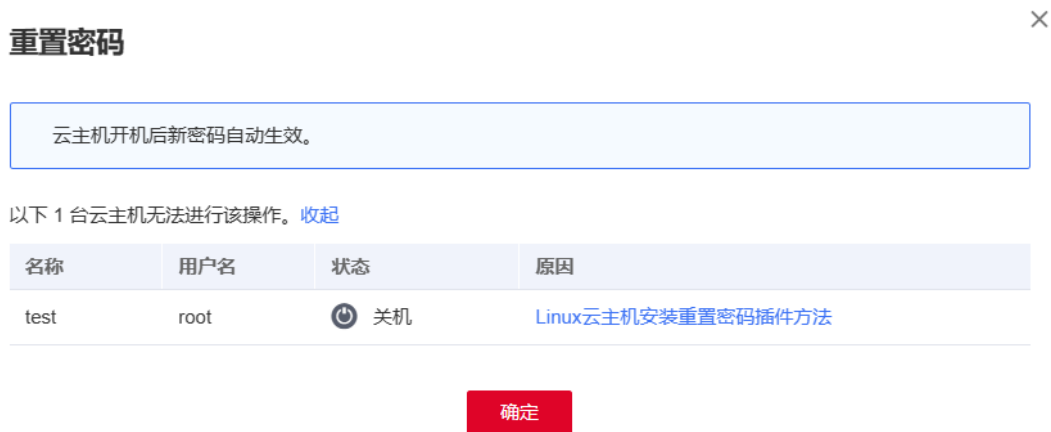 重置密码
云主机开机后新密码自动生效。
以下 1 台云主机无法进行该操作。收起
名称 用户名 状态 原因
test root 关机 Linux云主机安装重置密码插件方法
确定